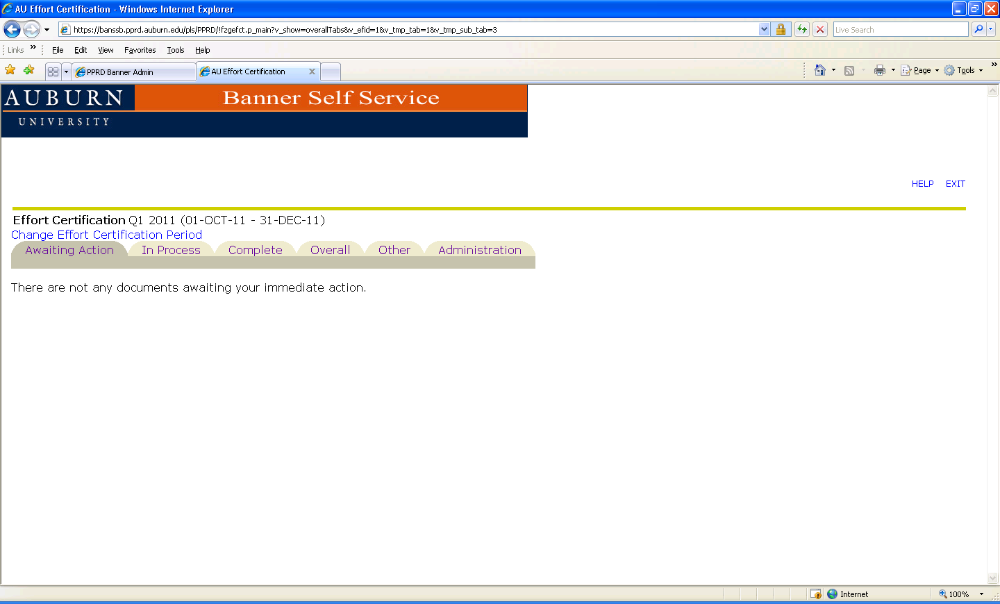 AU Effort Certification - Windows Internet Explorer
https://banssb.pprd.auburn.edu/pls/PPRD/!fzgefct.p_main?v_show=overallTabs&v_efid=1&v_tmp_tab=1&v_tmp_sub_tab=3
Live Search
Links » File Edit View Favorites Tools Help
PPRD Banner Admin AU Effort Certification Page Tools »
AUBURN Banner Self Service
UNIVERSITY
HELP EXIT
Effort Certification Q1 2011 (01-OCT-11 - 31-DEC-11)
Change Effort Certification Period
Awaiting Action In Process Complete Overall Other Administration
There are not any documents awaiting your immediate action.
Internet 100%